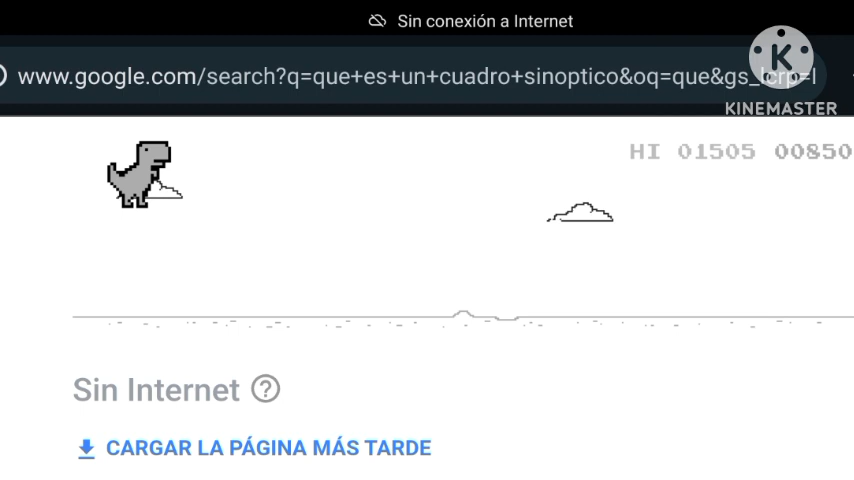 Sin conexión a Internet
www.google.com/search?q=que+es+un+cuadro+sinoptico&oq=que&gs_lcrp=
KINEMASTER
HI 01505 00850
Sin Internet
CARGAR LA PÁGINA MÁS TARDE